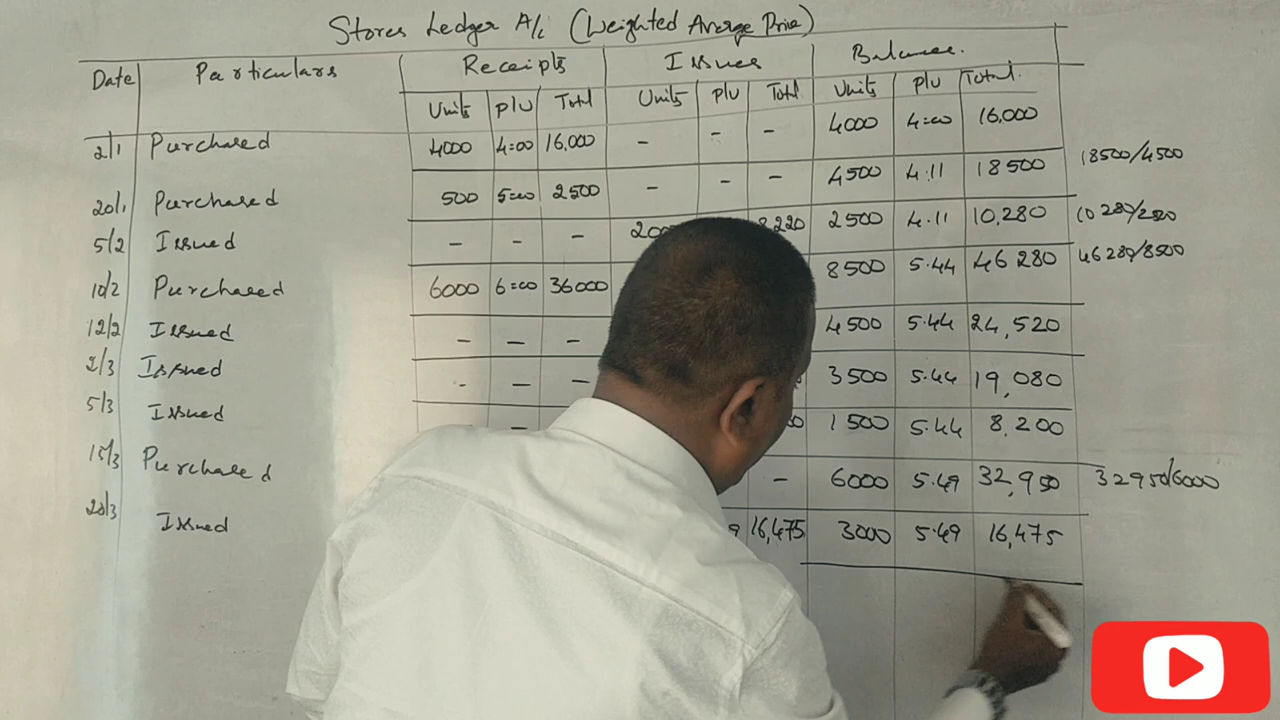 Stores Ledger A/c (Weighted Average Price)
Date Particulars Receipts Issues Balances.
Units P/U Total Units P/U Total Units P/U Total.
2/1 Purchased 4000 4=00 16,000 - - - 4000 4=00 16,000
20/1 Purchased 500 5=00 2500 - - - 4500 4.11 18500 18500/4500
5/2 Issued - - - 2500 4.11 10,280 10280/2500
10/2 Purchased 6000 6=00 36000 8500 5.44 46280 46280/8500
12/2 Issued - - - 4500 5.44 24,520
2/3 Issued - - - 3500 5.44 19,080
5/3 Issued - 1500 5.44 8,200
15/3 Purchased - 6000 5.49 32,950 32950/6000
20/3 Issued 16,475 3000 5.49 16,475